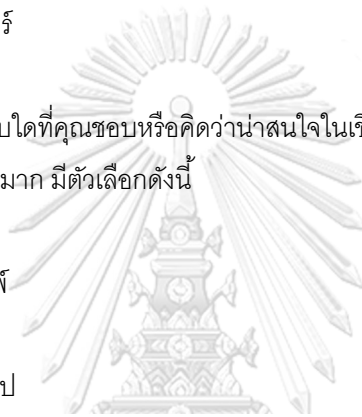 ร์
บใดที่คุณชอบหรือคิดว่าน่าสนใจในเชิ
มาก มีตัวเลือกดังนี้
พ์
ป